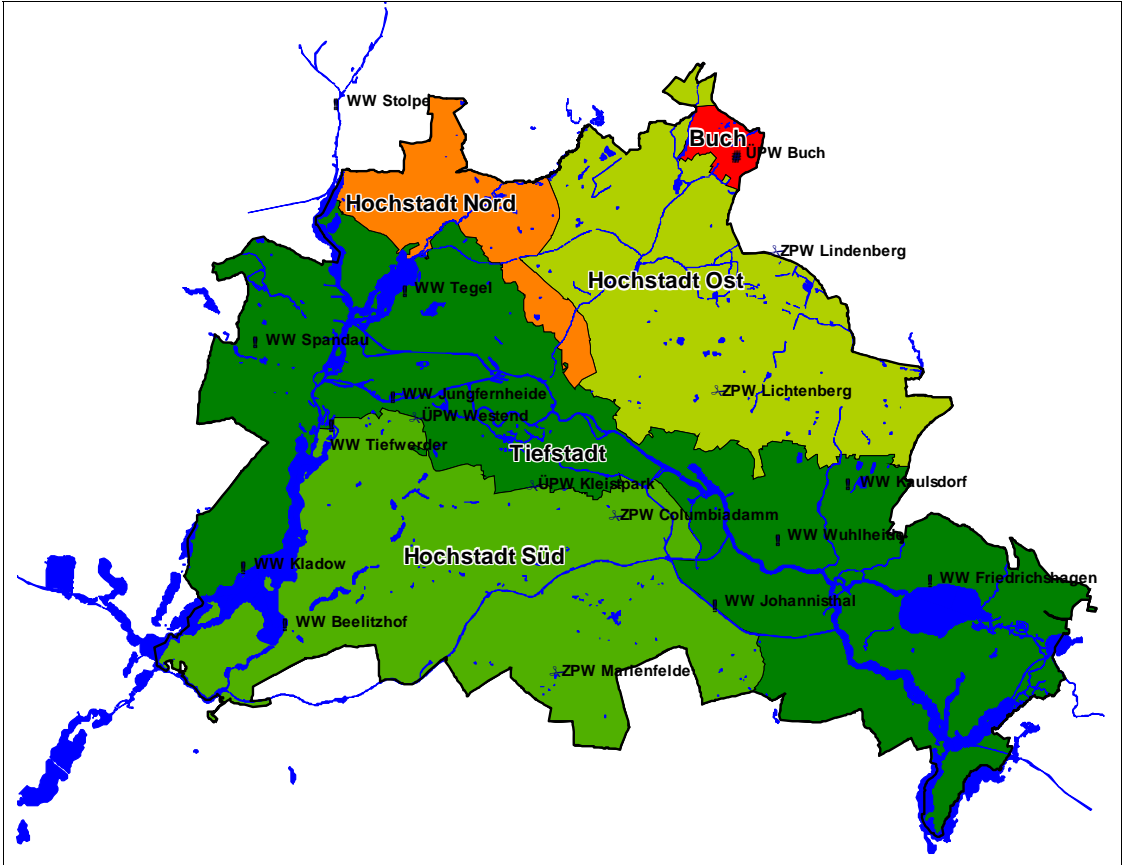 WW Stolpe
Buch
ÜPW Buch
Hochstadt Nord
ZPW Lindenberg
Hochstadt Ost
WW Tegel
WW Spandau
ZPW Lichtenberg
WW Jungfernheide
ÜPW Westend
WW Tiefwerder
Tiefstadt
ÜPW Kleistpark
WW Kaulsdorf
ZPW Columbiadamm
WW Wuhlheide
Hochstadt Süd
WW Kladow
WW Friedrichshagen
WW Johannisthal
WW Beelitzhof
ZPW Marienfelde